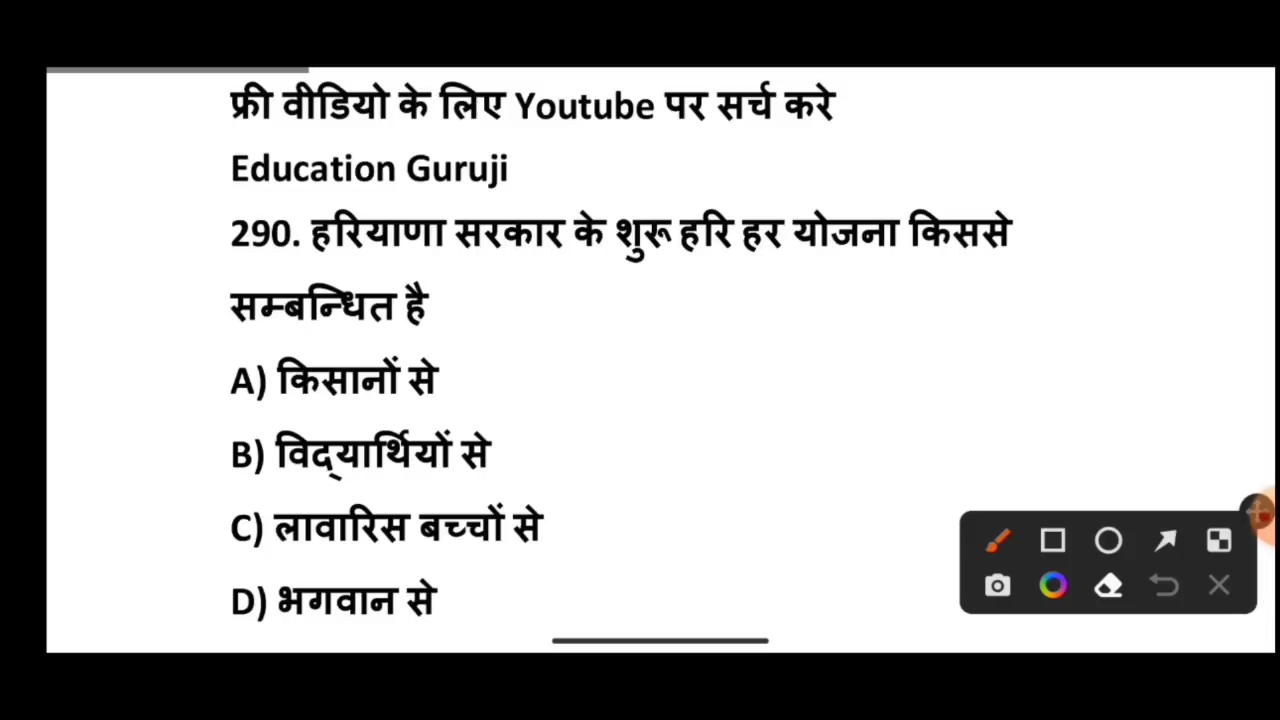 फ्री वीडियो के लिए Youtube पर सर्च करे
Education Guruji
290. हरियाणा सरकार के शुरू हरि हर योजना किससे
सम्बन्धित है
A) किसानों से
B) विद्यार्थियों से
C) लावारिस बच्चों से
D) भगवान से